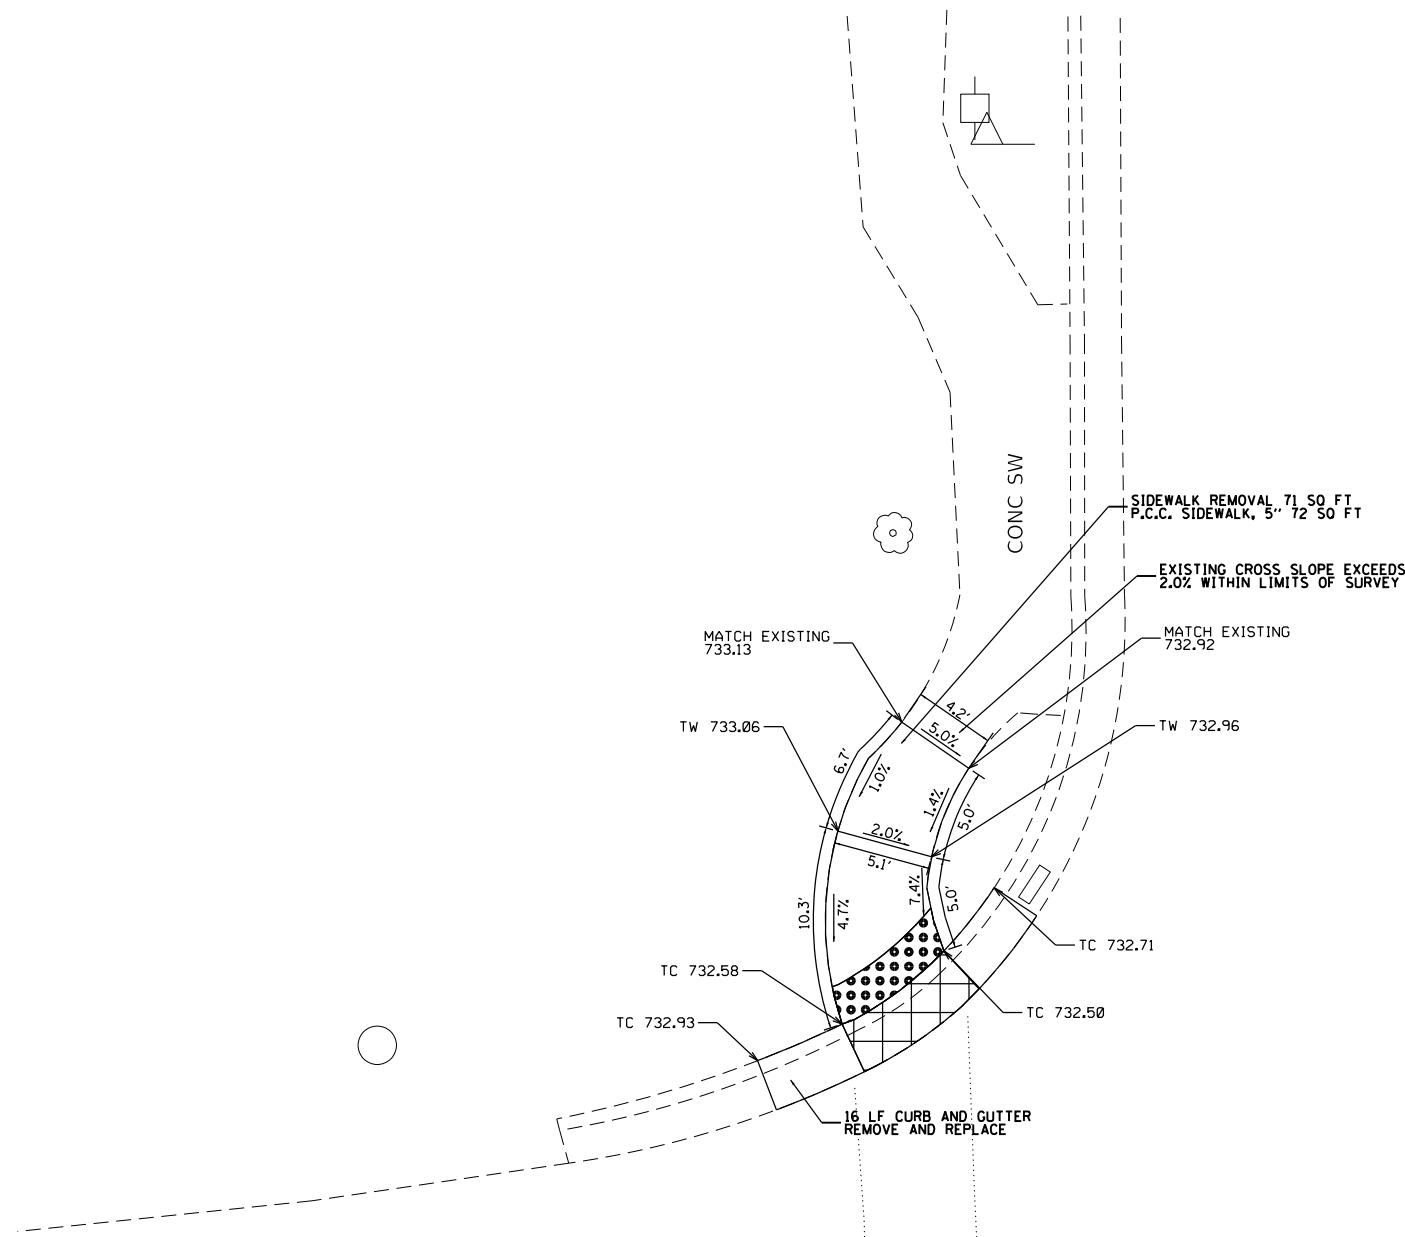 CONC SW
SIDEWALK REMOVAL 71 SQ FT
P.C.C. SIDEWALK, 5" 72 SQ FT
EXISTING CROSS SLOPE EXCEEDS
2.0% WITHIN LIMITS OF SURVEY
MATCH EXISTING
733.13
MATCH EXISTING
732.92
TW 733.06
TW 732.96
4.2'
5.0%
6.7'
1.0%
1.4%
5.0'
2.0%
5.1'
7.4%
5.0'
10.3'
4.7%
TC 732.71
TC 732.58
TC 732.50
TC 732.93
16 LF CURB AND GUTTER
REMOVE AND REPLACE